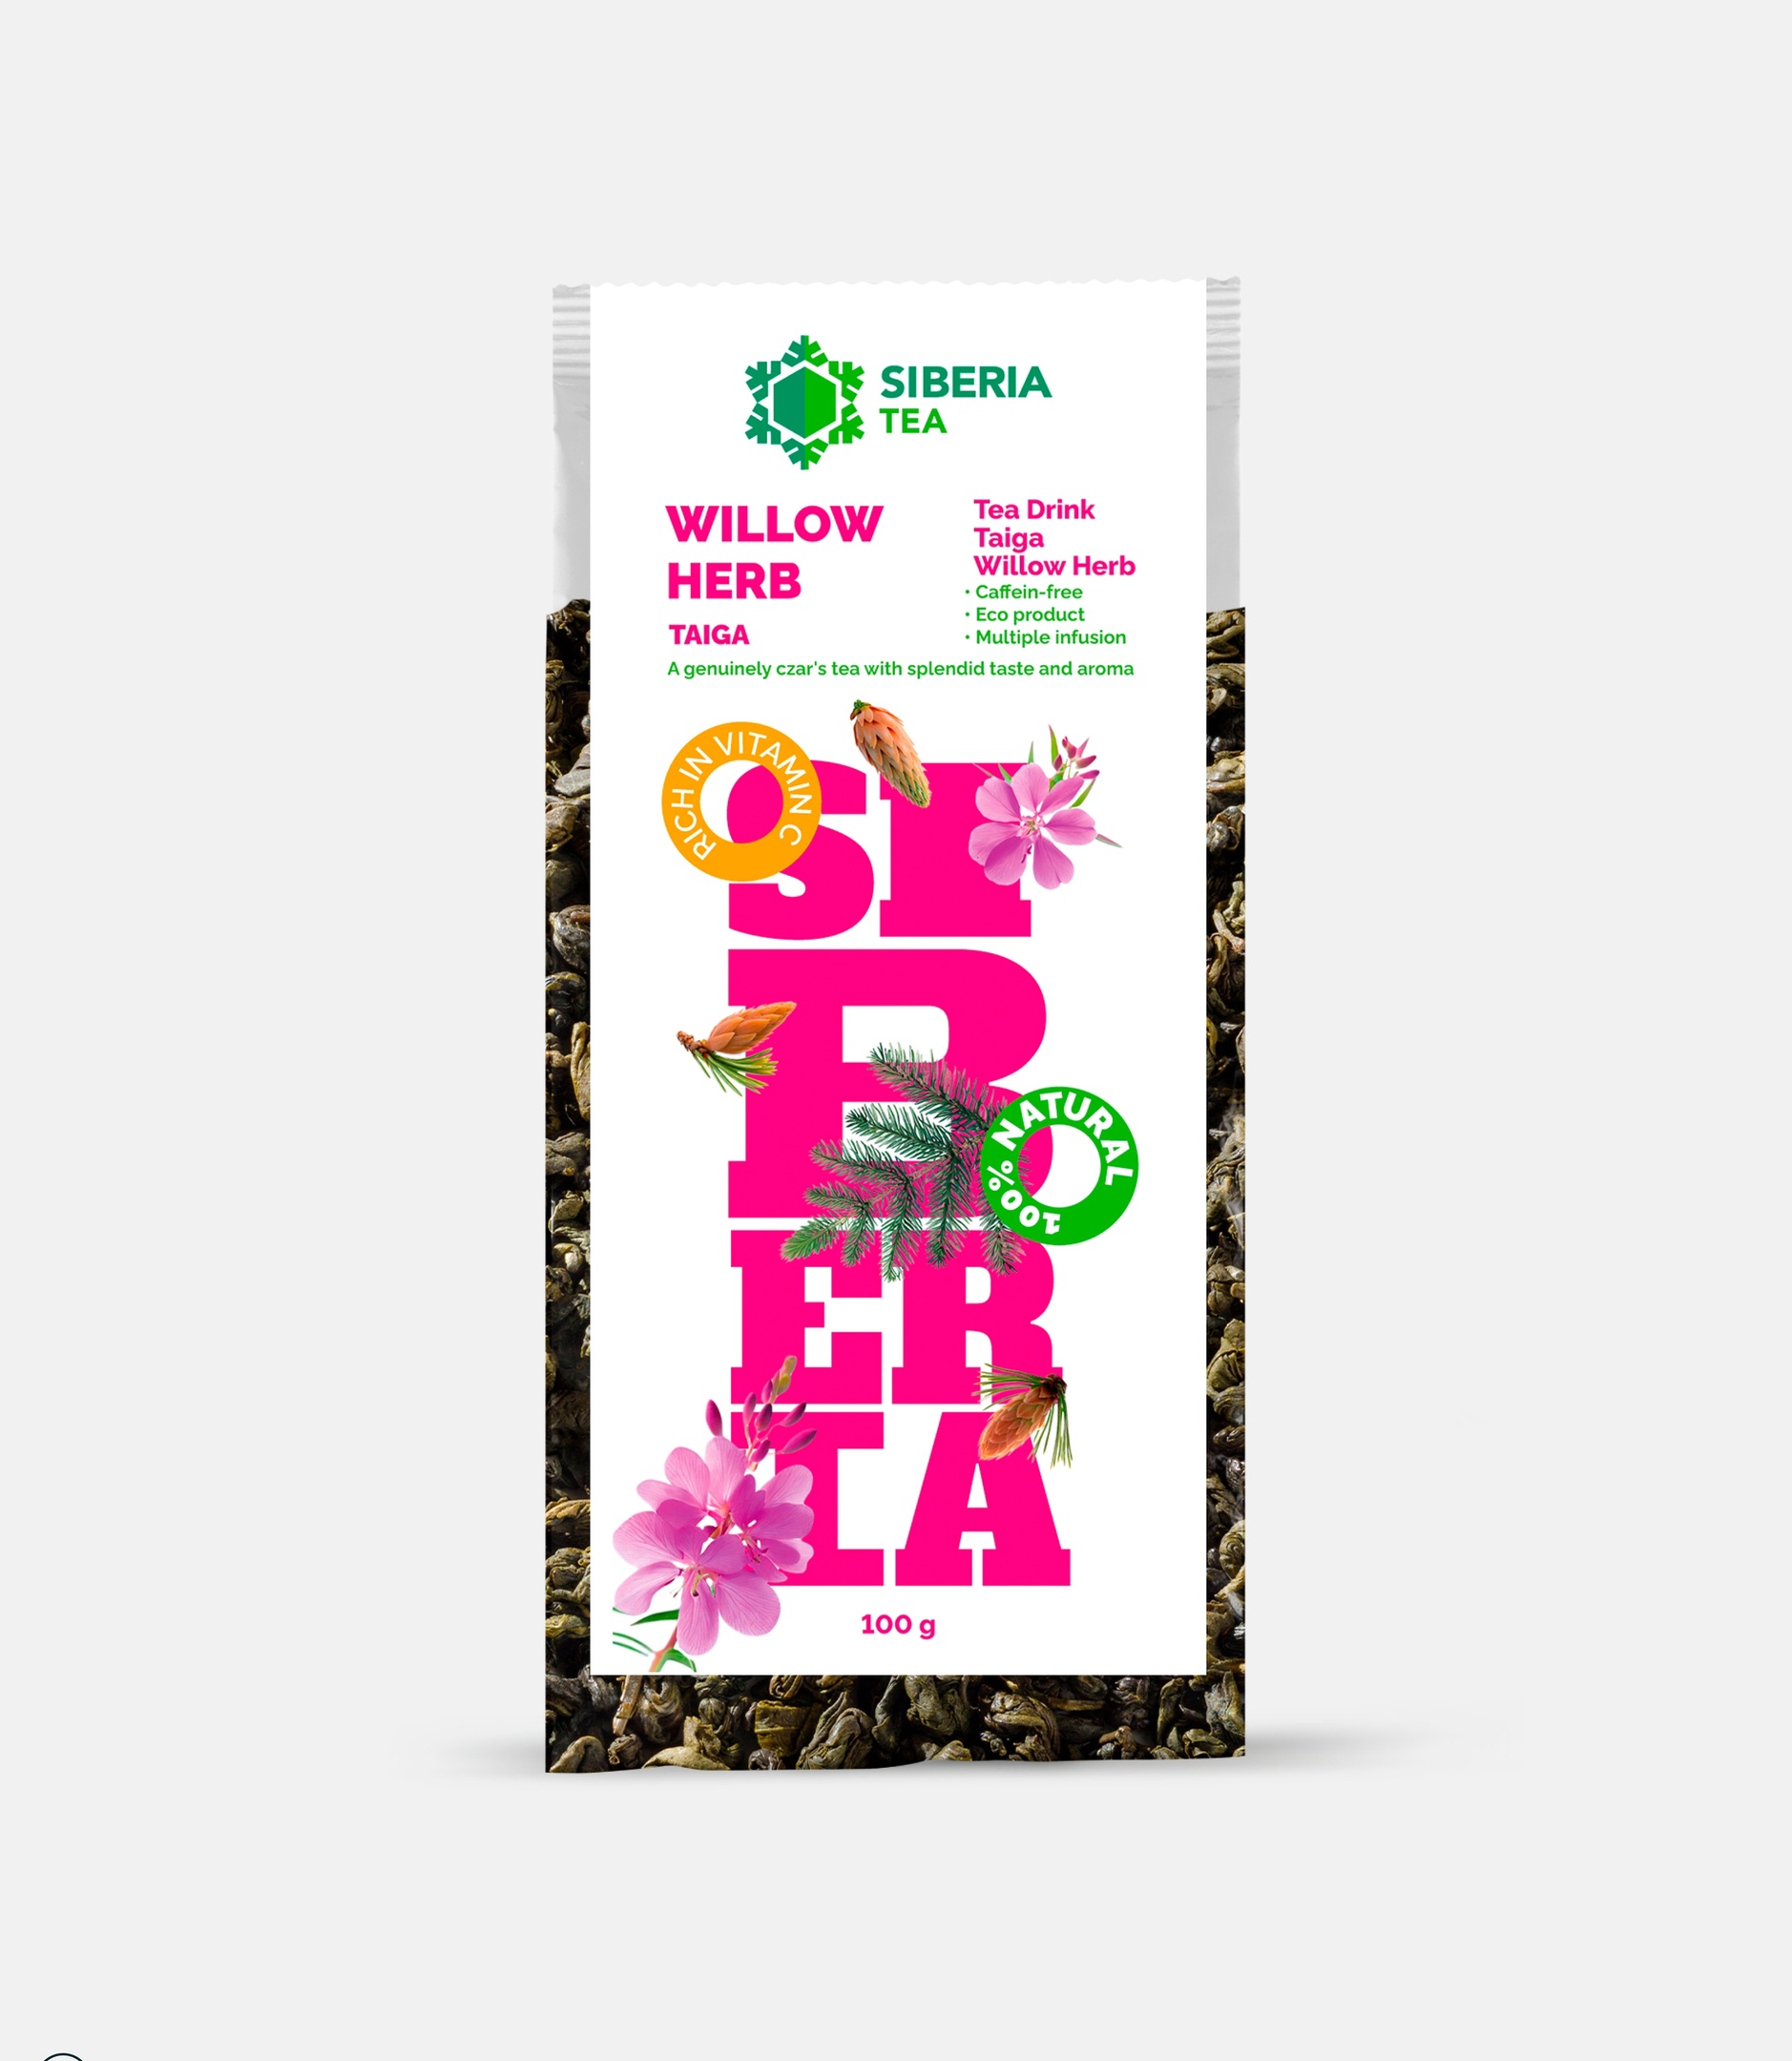 SIBERIA
TEA
WILLOW
HERB
TAIGA
Tea Drink
Taiga
Willow Herb
• Caffein-free
• Eco product
• Multiple infusion
A genuinely czar's tea with splendid taste and aroma
RICH IN VITAMIN C
SI
B
100% NATURAL
ER
IA
100 g